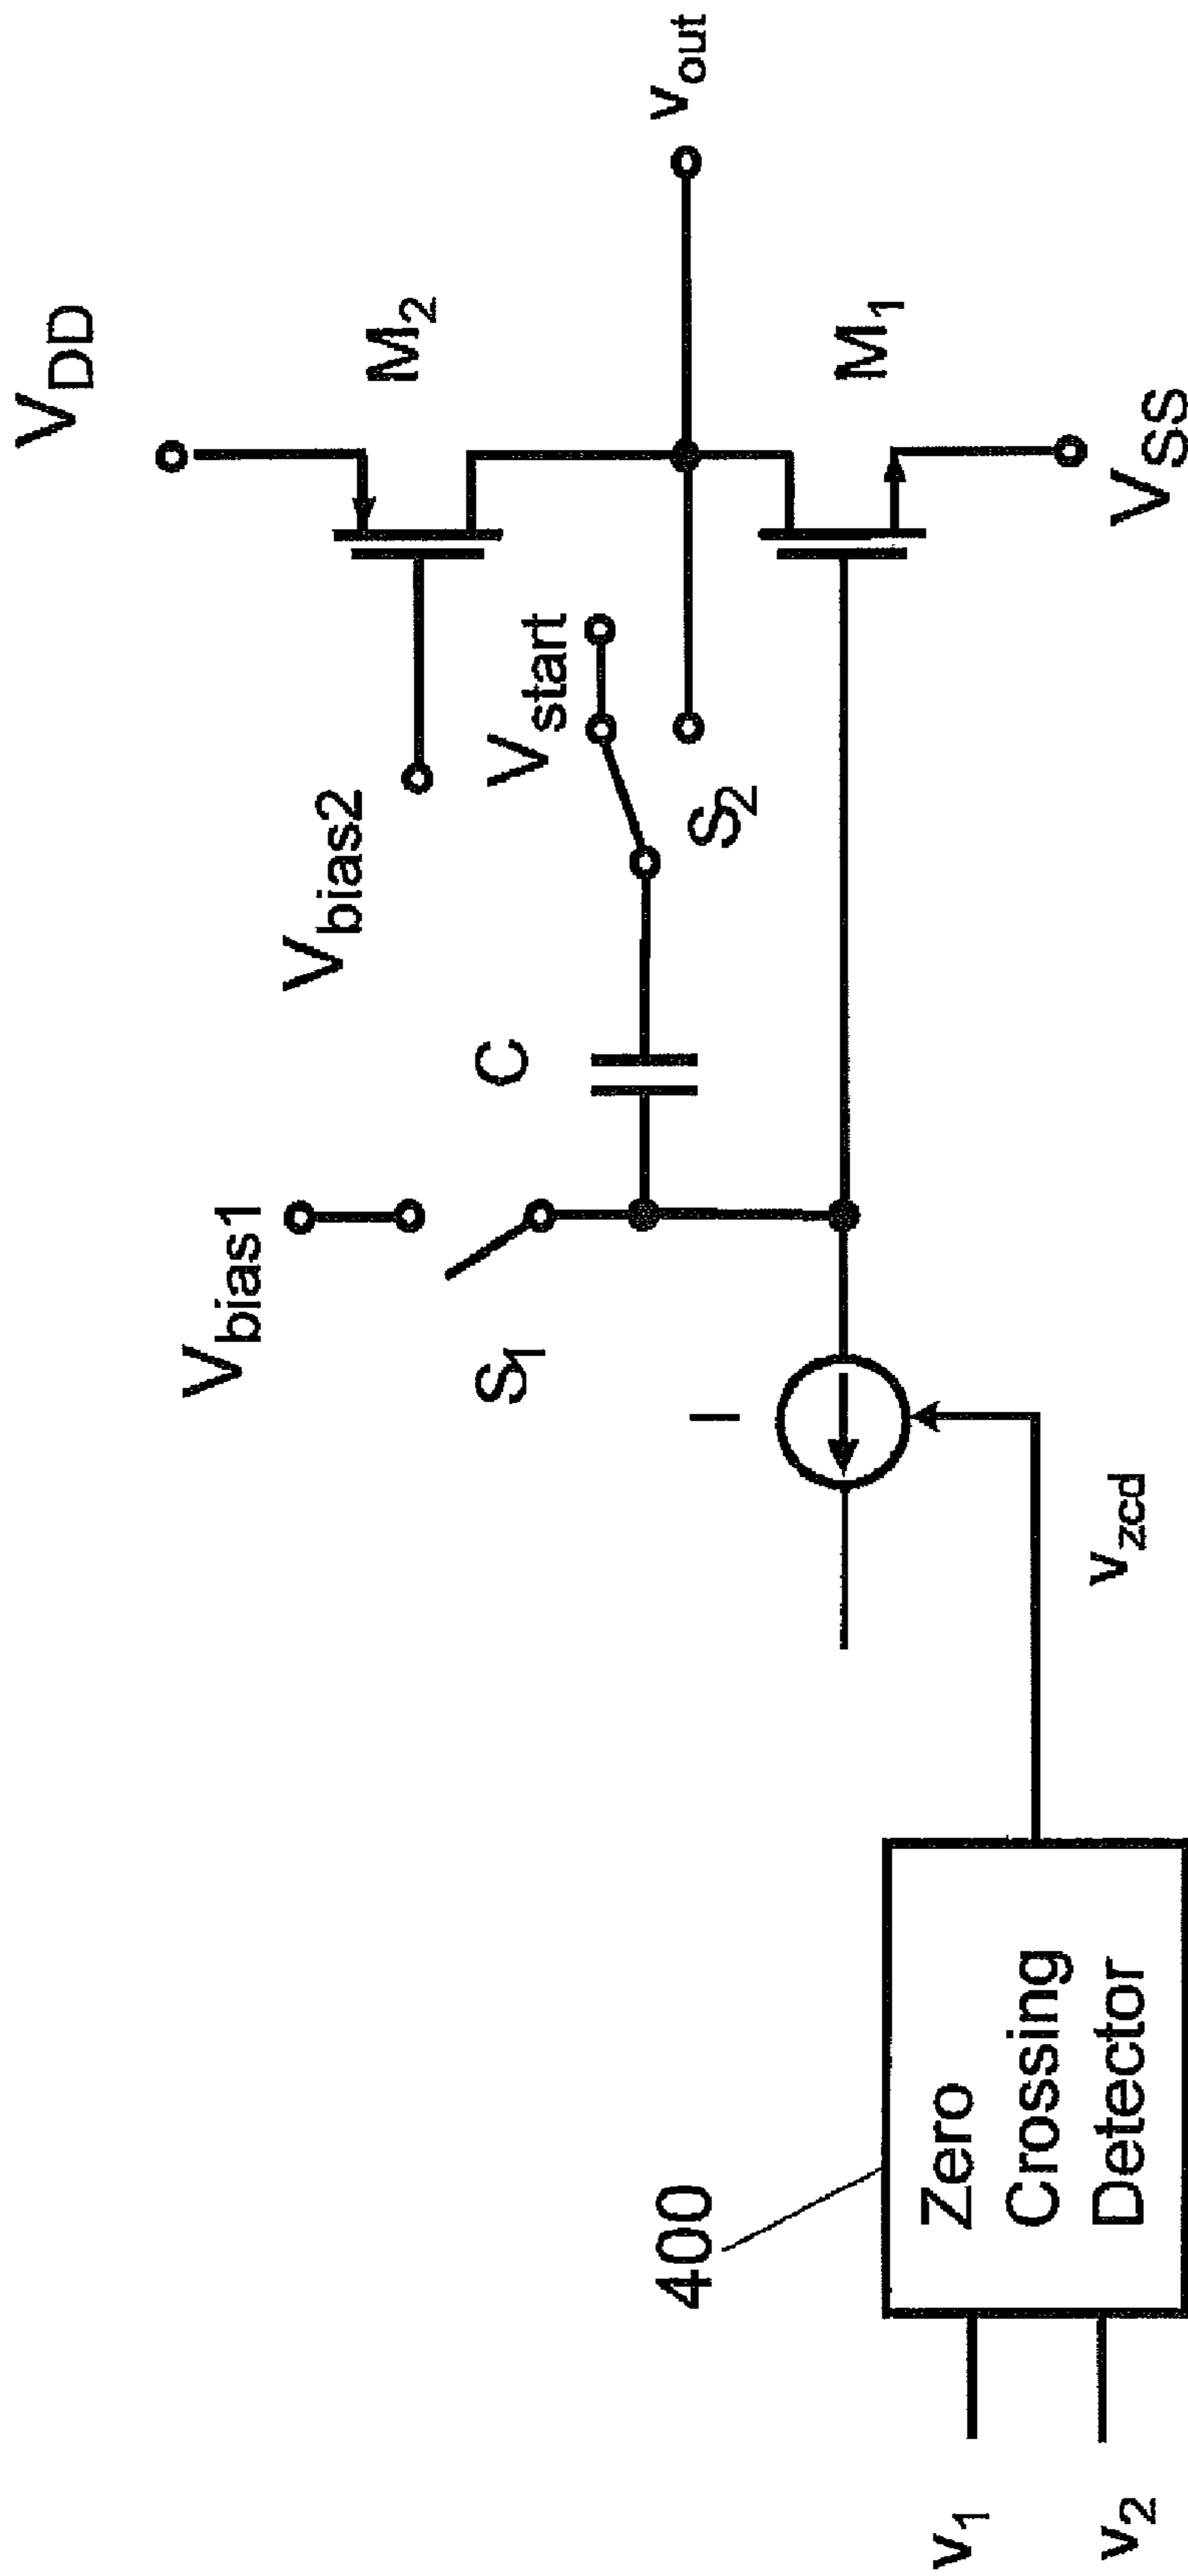 V_DD
V_bias2
M_2
V_bias1
V_start
C
S_1
S_2
v_out
I
M_1
V_SS
400
Zero
Crossing
Detector
v_zcd
v_1
v_2